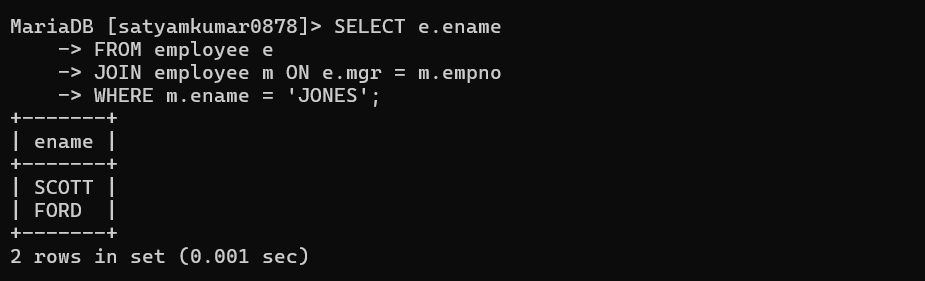 MariaDB [satyamkumar0878]> SELECT e.ename
    -> FROM employee e
    -> JOIN employee m ON e.mgr = m.empno
    -> WHERE m.ename = 'JONES';
+-------+
| ename |
+-------+
| SCOTT |
| FORD  |
+-------+
2 rows in set (0.001 sec)